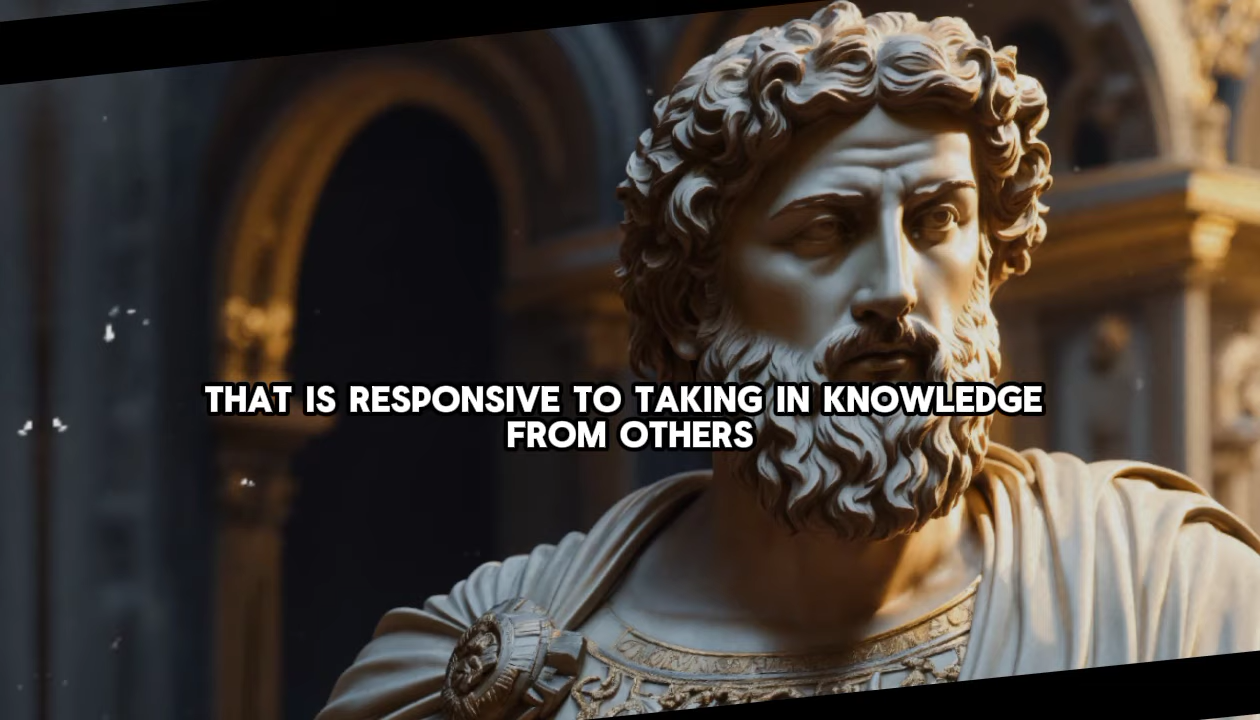 THAT IS RESPONSIVE TO TAKING IN KNOWLEDGE
FROM OTHERS